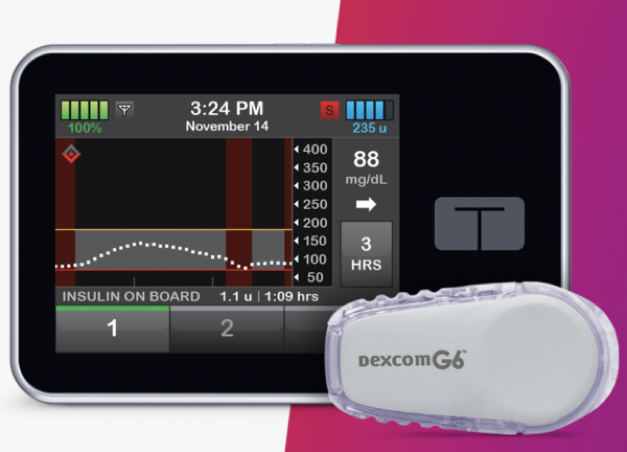 3:24 PM
November 14
100%
S
235 u
400
350
300
250
200
150
100
50
88
mg/dL
3
HRS
INSULIN ON BOARD 1.1 u | 1:09 hrs
1
2
T
Dexcom G6™